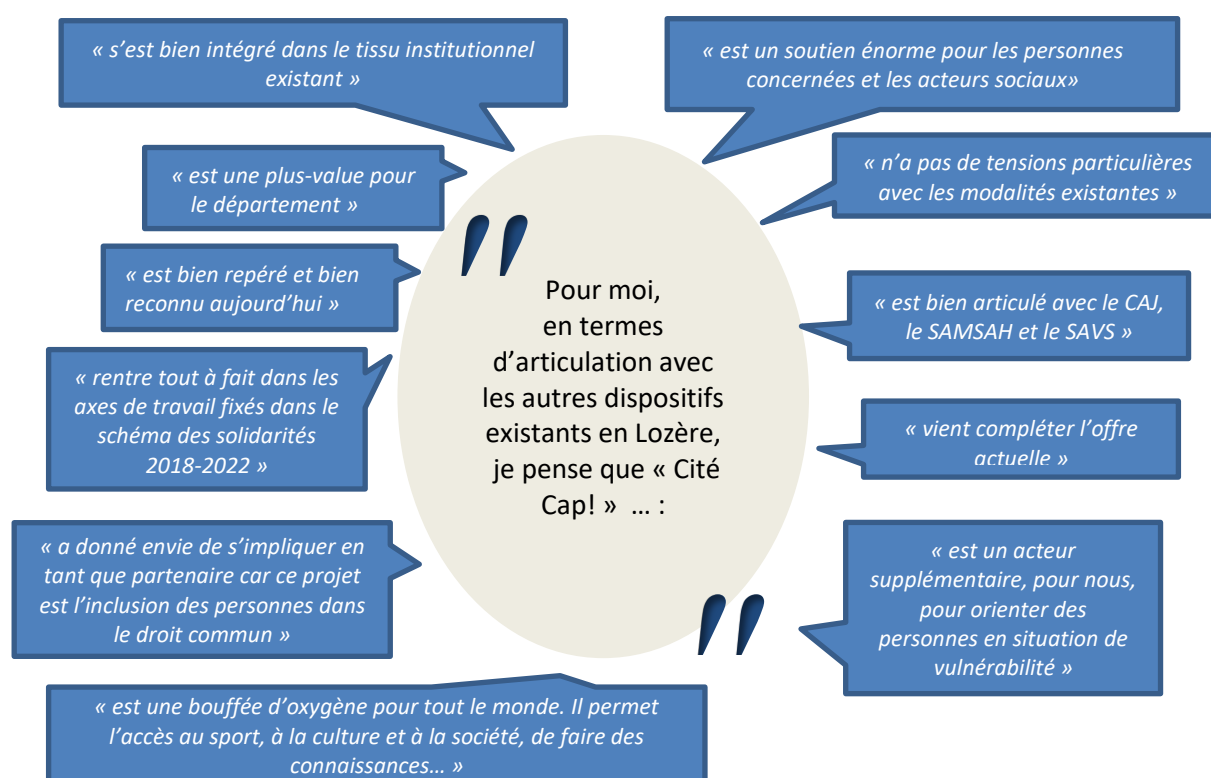 « s’est bien intégré dans le tissu institutionnel
existant »
« est un soutien énorme pour les personnes
concernées et les acteurs sociaux»
« est une plus-value pour
le département »
« n’a pas de tensions particulières
avec les modalités existantes »
« est bien repéré et bien
reconnu aujourd’hui »
« est bien articulé avec le CAJ,
le SAMSAH et le SAVS »
« rentre tout à fait dans les
axes de travail fixés dans le
schéma des solidarités
2018-2022 »
"
Pour moi,
en termes
d’articulation avec
les autres dispositifs
existants en Lozère,
je pense que « Cité
Cap! » … :
"
« vient compléter l’offre
actuelle »
« a donné envie de s’impliquer en
tant que partenaire car ce projet
est l’inclusion des personnes dans
le droit commun »
« est un acteur
supplémentaire, pour nous,
pour orienter des
personnes en situation de
vulnérabilité »
« est une bouffée d’oxygène pour tout le monde. Il permet
l’accès au sport, à la culture et à la société, de faire des
connaissances… »